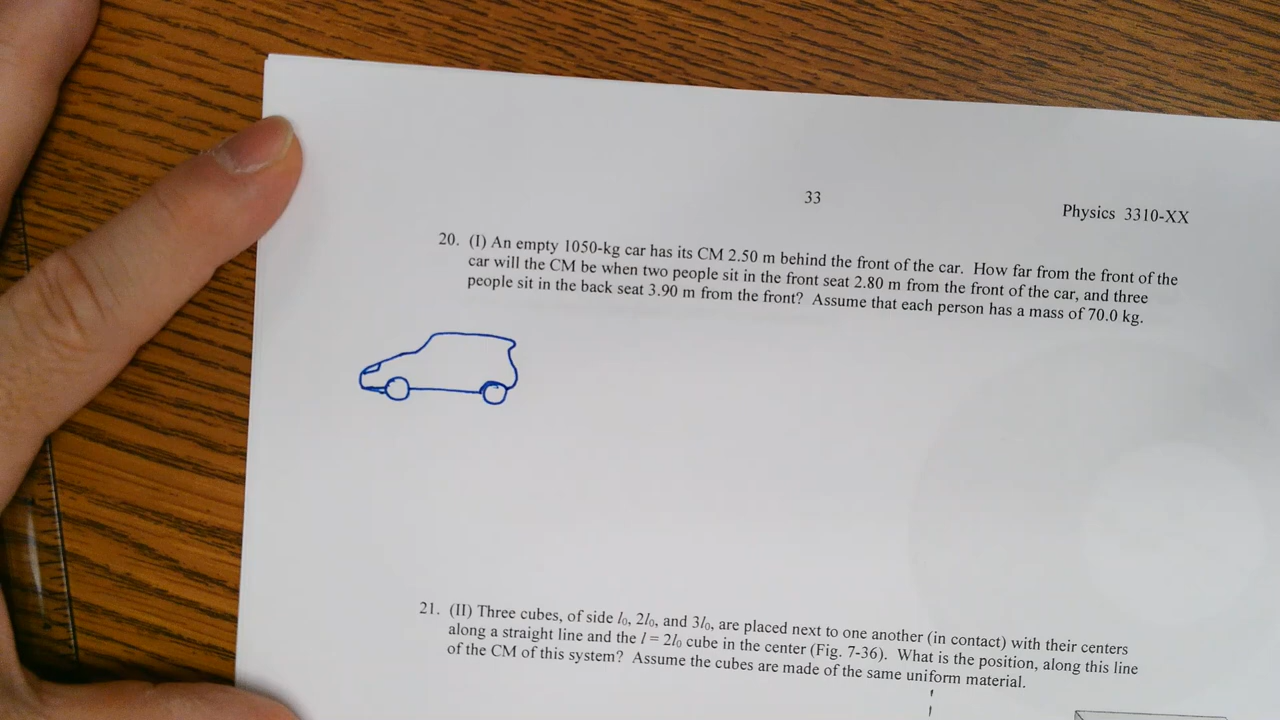 33
Physics 3310-XX
20. (I) An empty 1050-kg car has its CM 2.50 m behind the front of the car. How far from the front of the
car will the CM be when two people sit in the front seat 2.80 m from the front of the car, and three
people sit in the back seat 3.90 m from the front? Assume that each person has a mass of 70.0 kg.
21. (II) Three cubes, of side l₀, 2l₀, and 3l₀, are placed next to one another (in contact) with their centers
along a straight line and the l = 2l₀ cube in the center (Fig. 7-36). What is the position, along this line
of the CM of this system? Assume the cubes are made of the same uniform material.